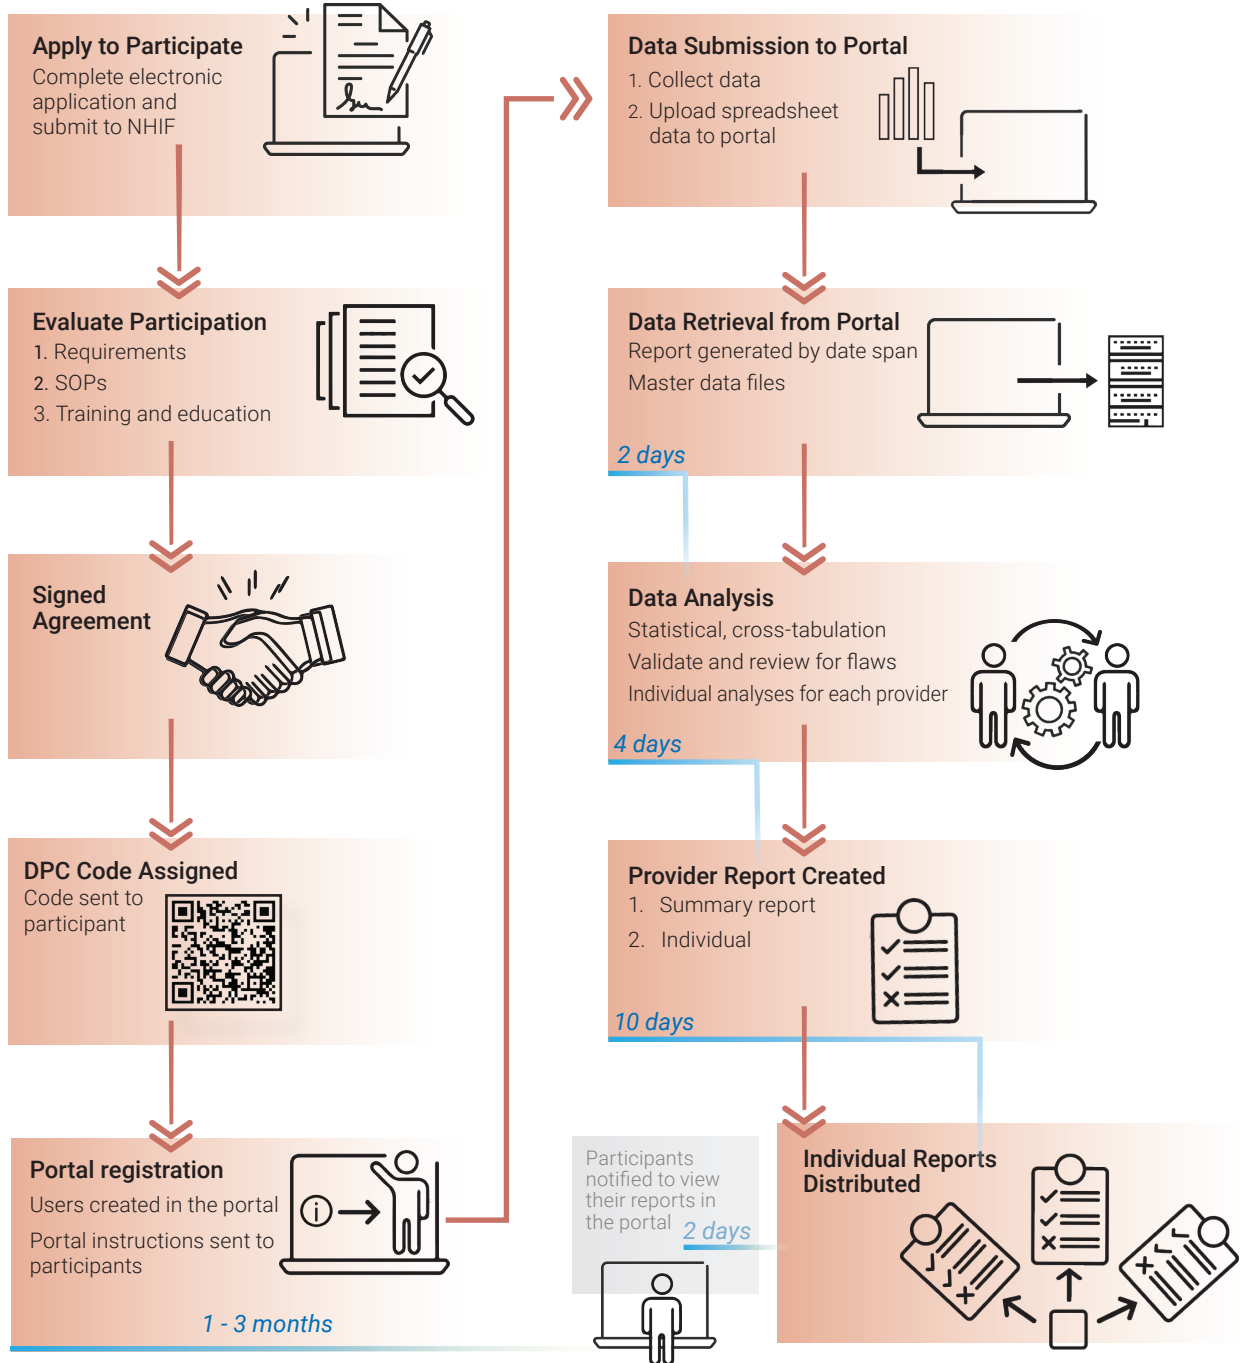 Apply to Participate
Complete electronic
application and
submit to NHIF
Evaluate Participation
1. Requirements
2. SOPs
3. Training and education
Signed
Agreement
DPC Code Assigned
Code sent to
participant
Portal registration
Users created in the portal
Portal instructions sent to
participants
1 - 3 months
Data Submission to Portal
1. Collect data
2. Upload spreadsheet
data to portal
Data Retrieval from Portal
Report generated by date span
Master data files
2 days
Data Analysis
Statistical, cross-tabulation
Validate and review for flaws
Individual analyses for each provider
4 days
Provider Report Created
1. Summary report
2. Individual
10 days
Individual Reports
Distributed
Participants
notified to view
their reports in
the portal
2 days